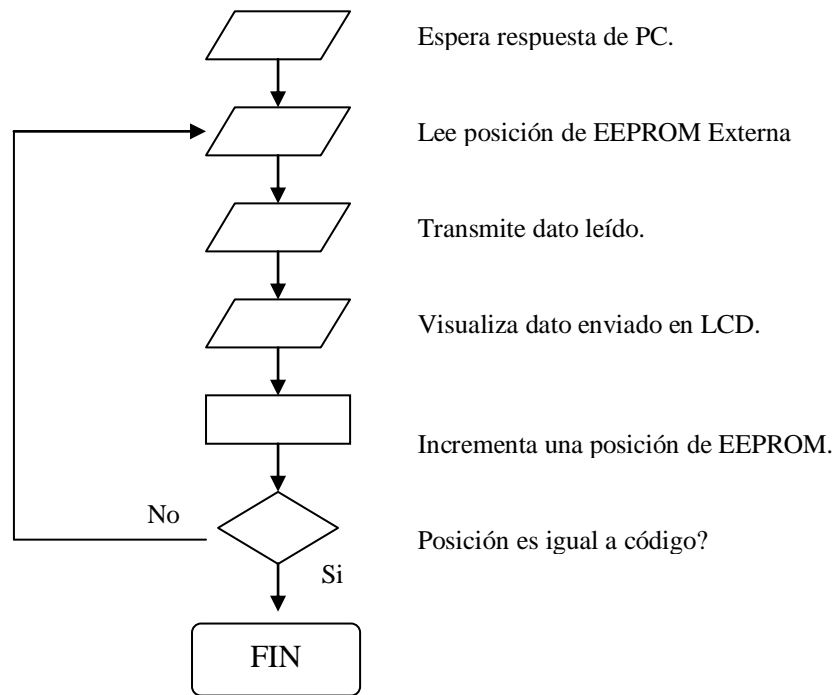 Espera respuesta de PC.
Lee posición de EEPROM Externa
Transmite dato leído.
Visualiza dato enviado en LCD.
Incrementa una posición de EEPROM.
No
Posición es igual a código?
Si
FIN